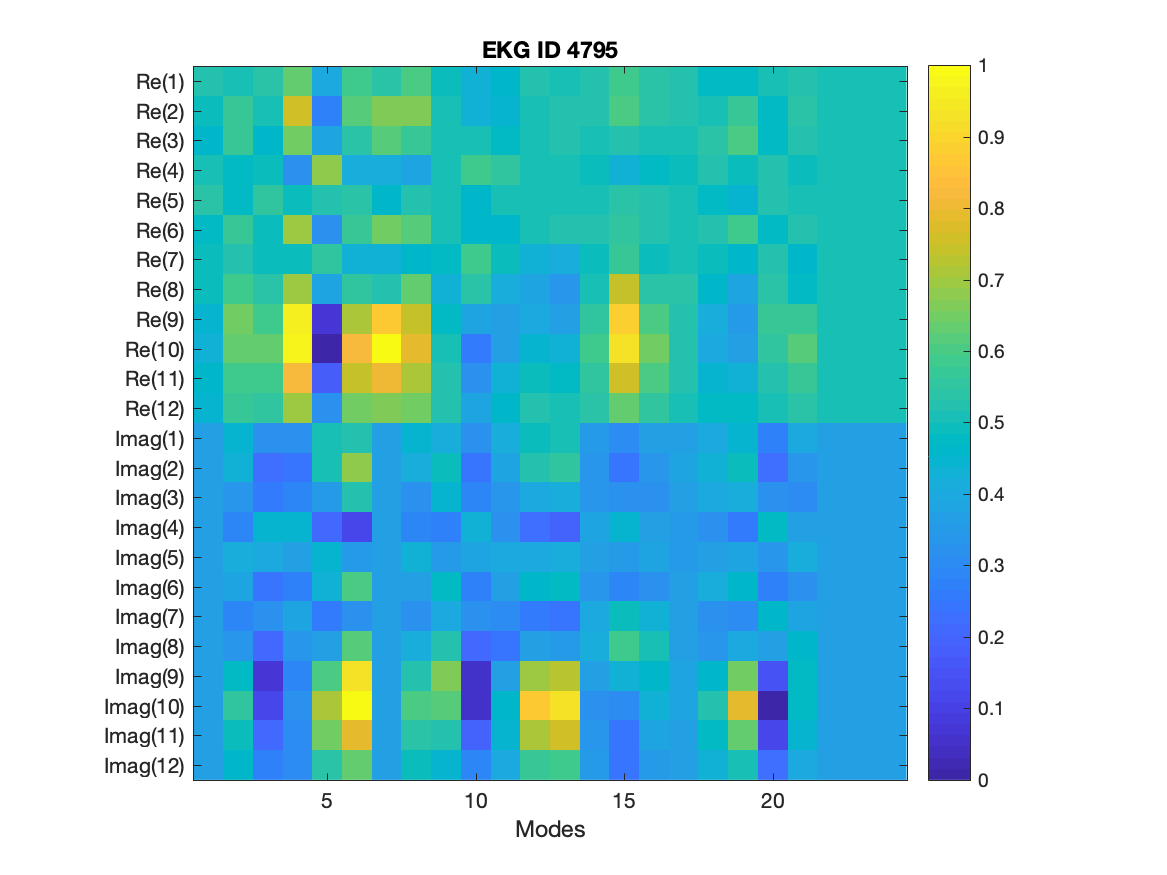 EKG ID 4795
Re(1)
Re(2)
Re(3)
Re(4)
Re(5)
Re(6)
Re(7)
Re(8)
Re(9)
Re(10)
Re(11)
Re(12)
Imag(1)
Imag(2)
Imag(3)
Imag(4)
Imag(5)
Imag(6)
Imag(7)
Imag(8)
Imag(9)
Imag(10)
Imag(11)
Imag(12)
5 10 15 20
Modes
1
0.9
0.8
0.7
0.6
0.5
0.4
0.3
0.2
0.1
0